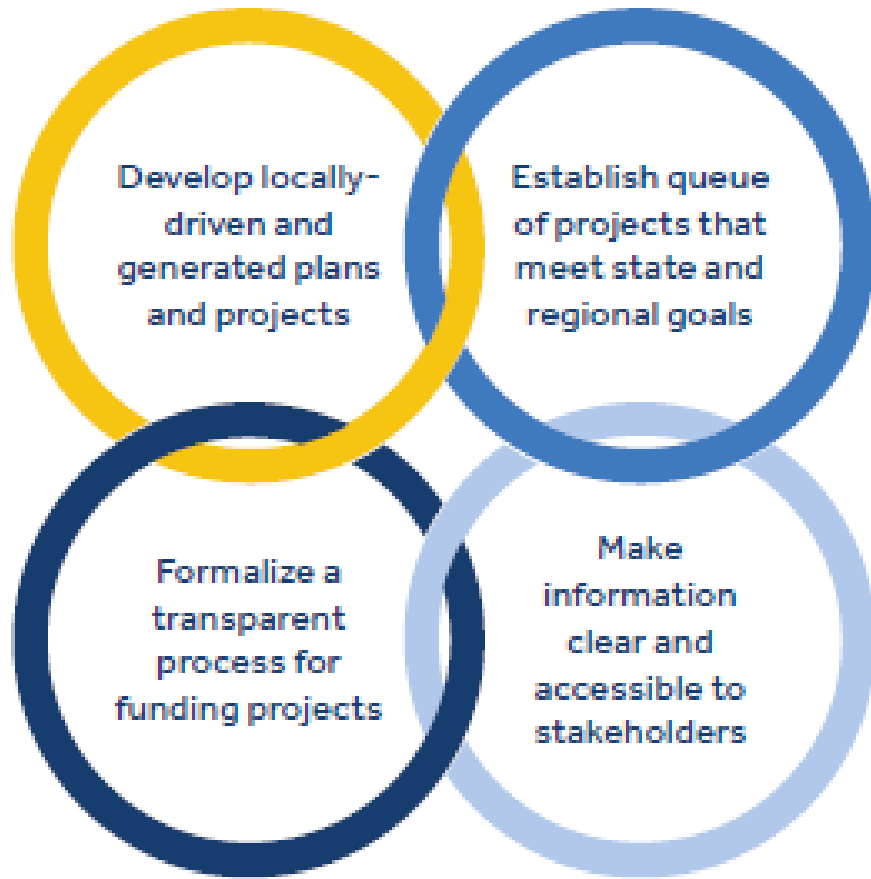 Develop locally-
driven and
generated plans
and projects
Establish queue
of projects that
meet state and
regional goals
Formalize a
transparent
process for
funding projects
Make
information
clear and
accessible to
stakeholders